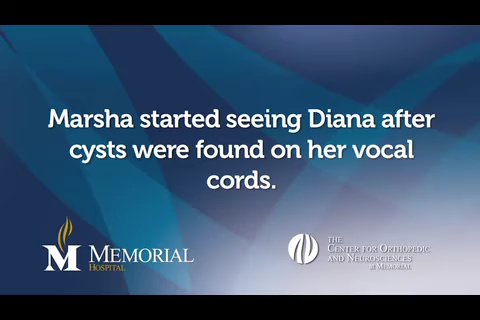 Marsha started seeing Diana after
cysts were found on her vocal
cords.
M MEMORIAL
HOSPITAL
THE
CENTER FOR ORTHOPEDIC
AND NEUROSCIENCES
AT MEMORIAL